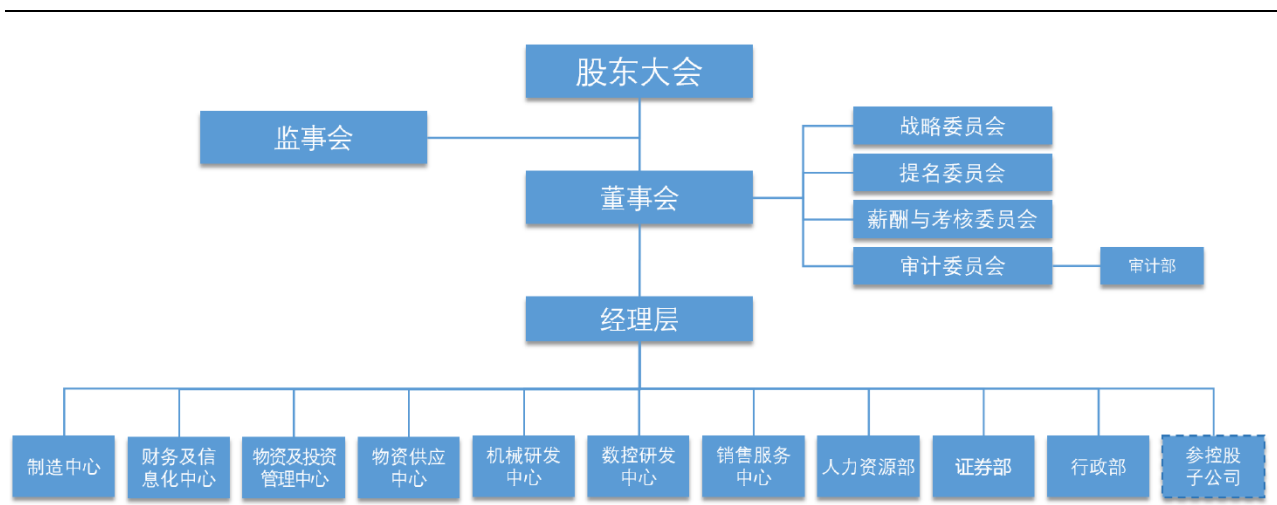 股东大会
监事会
战略委员会
提名委员会
董事会
薪酬与考核委员会
审计委员会
审计部
经理层
制造中心
财务及信
息化中心
物资及投资
管理中心
物资供应
中心
机械研发
中心
数控研发
中心
销售服务
中心
人力资源部
证券部
行政部
参控股
子公司